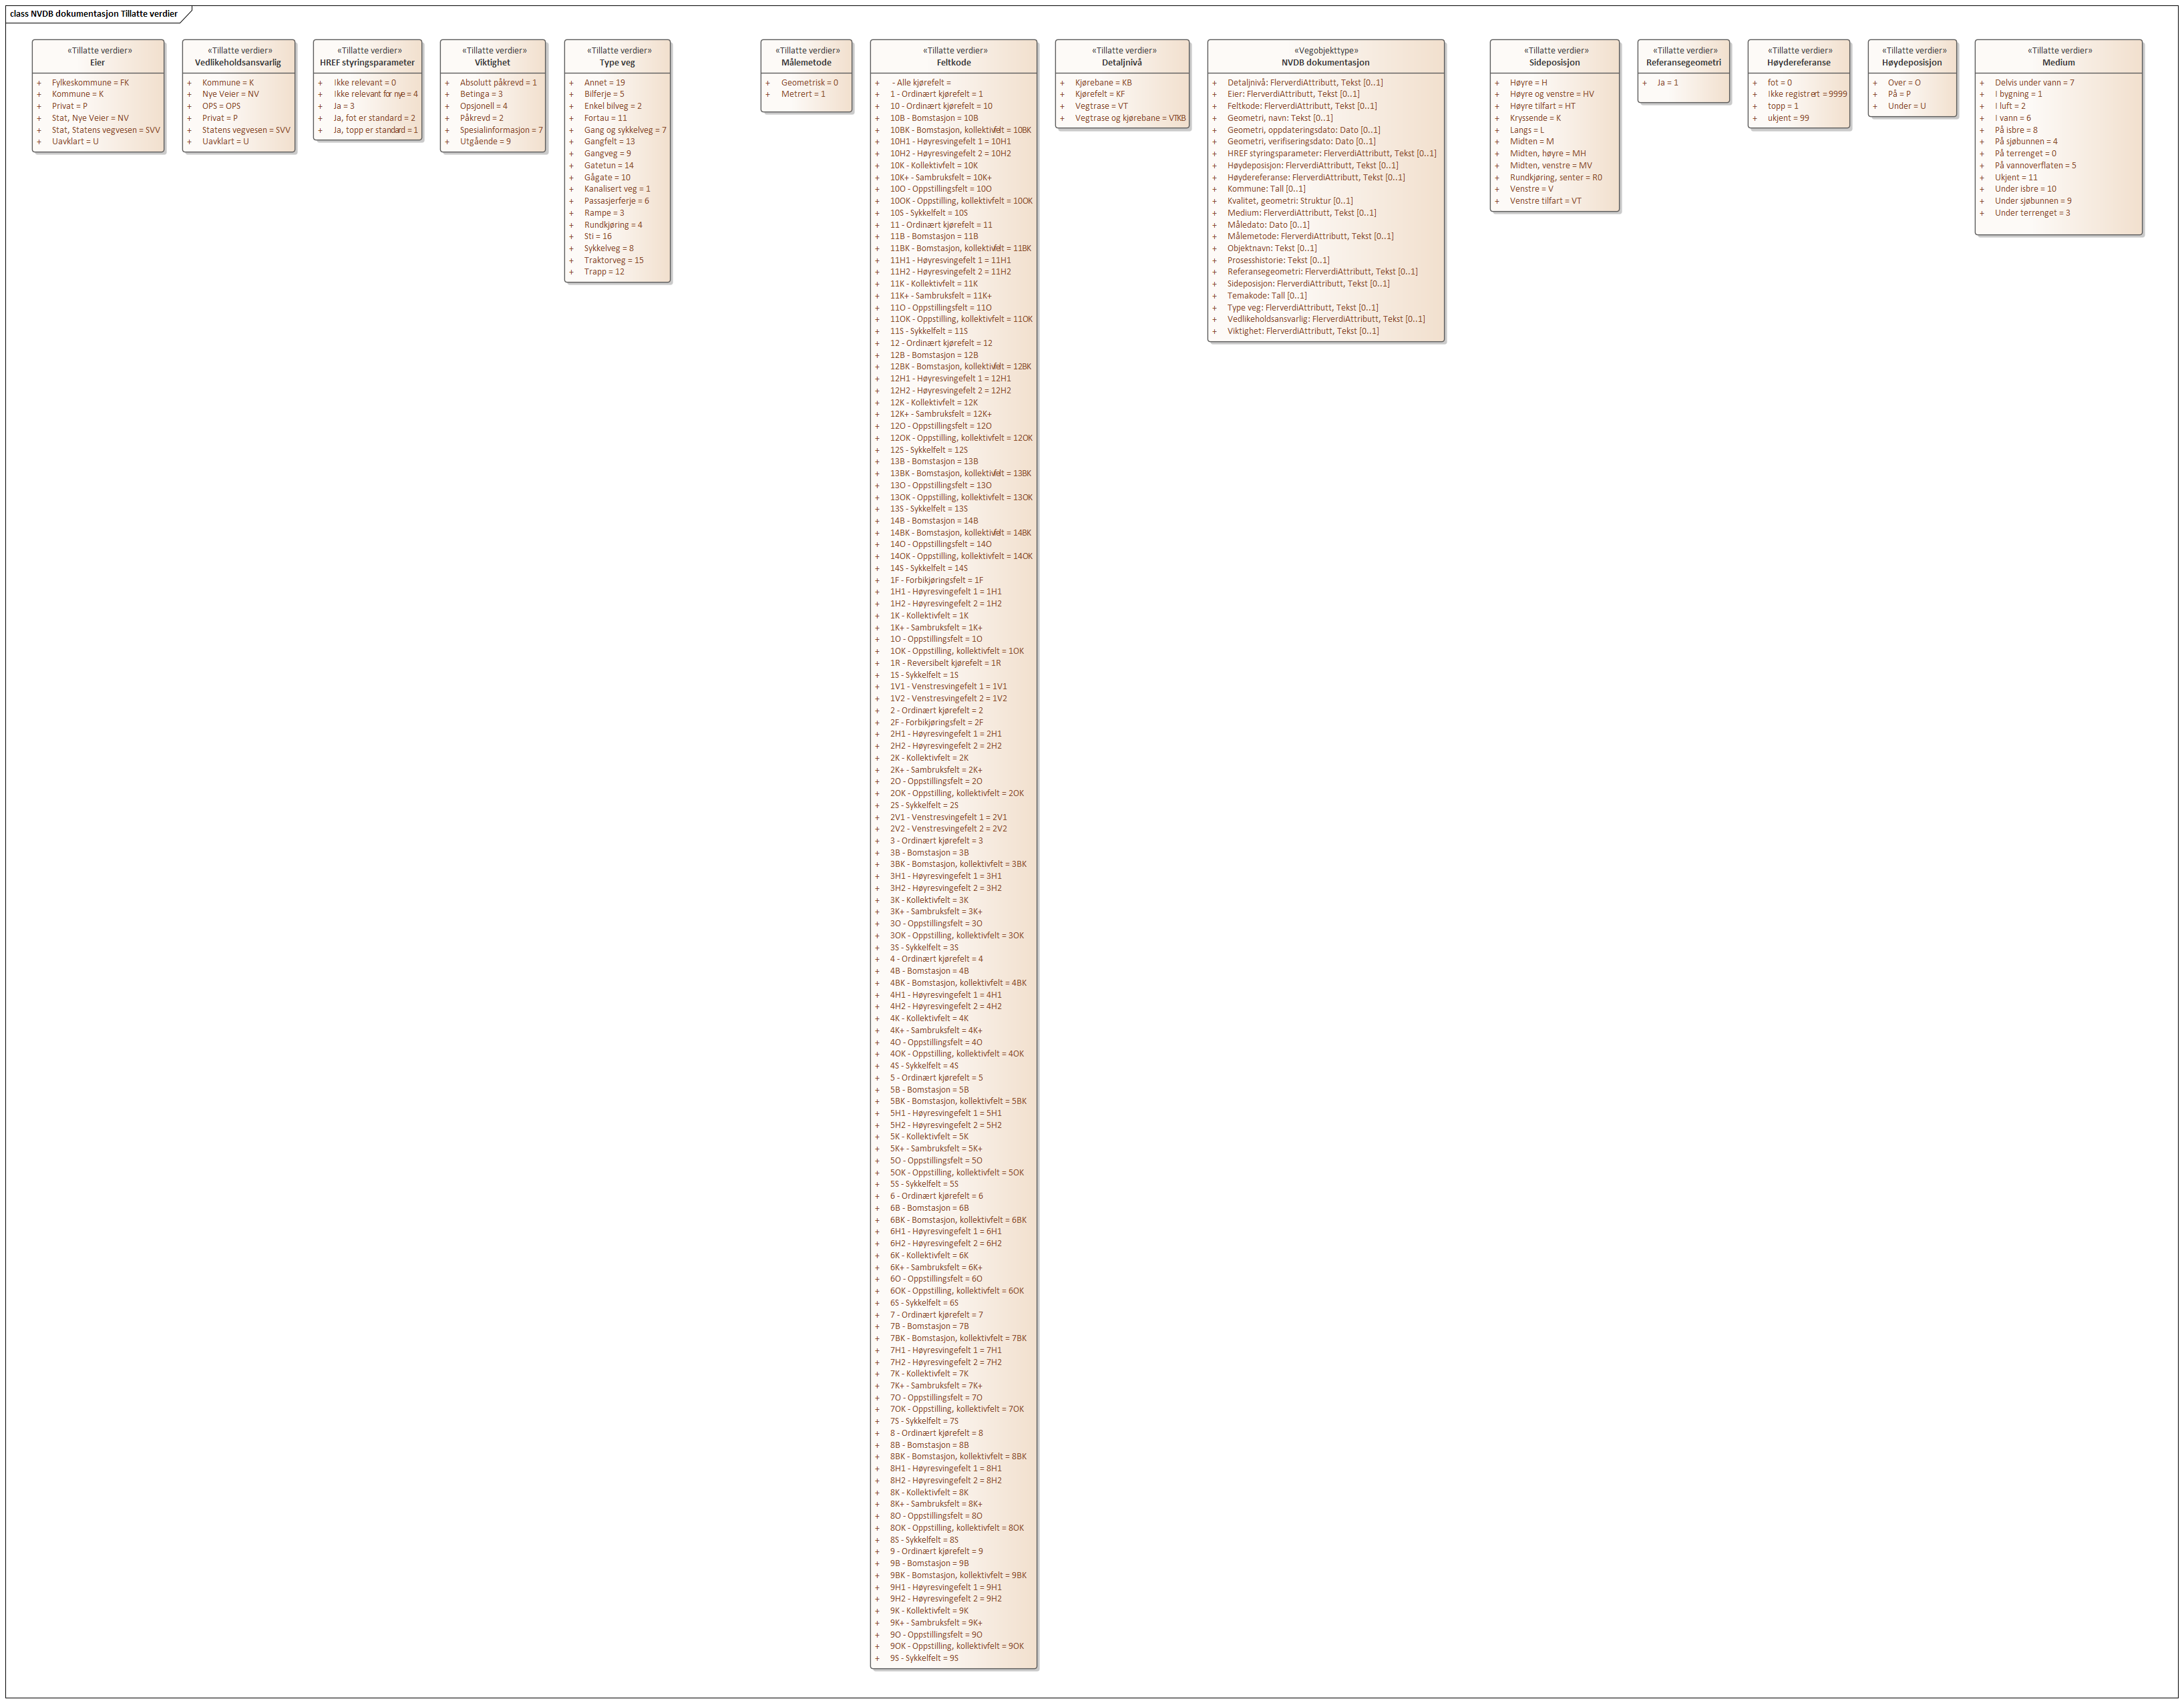 class NVDB dokumentasjon Tillatte verdier
«Tillatte verdier»
Eier
+ Fylkeskommune = FK
+ Kommune = K
+ Privat = P
+ Stat, Nye Veier = NV
+ Stat, Statens vegvesen = SVV
+ Uavklart = U
«Tillatte verdier»
Vedlikeholdsansvarlig
+ Kommune = K
+ Nye Veier = NV
+ OPS = OPS
+ Privat = P
+ Statens vegvesen = SVV
+ Uavklart = U
«Tillatte verdier»
HREF styringsparameter
+ Ikke relevant = 0
+ Ikke relevant for nye = 4
+ Ja = 3
+ Ja, fot er standard = 2
+ Ja, topp er standard = 1
«Tillatte verdier»
Viktighet
+ Absolutt påkrevd = 1
+ Betinga = 3
+ Opsjonell = 4
+ Påkrevd = 2
+ Spesialinformasjon = 7
+ Utgående = 9
«Tillatte verdier»
Type veg
+ Annet = 19
+ Bilferje = 5
+ Enkel bilveg = 2
+ Fortau = 11
+ Gang og sykkelveg = 7
+ Gangfelt = 13
+ Gangveg = 9
+ Gatetun = 14
+ Gågate = 10
+ Kanalisert veg = 1
+ Passasjerferje = 6
+ Rampe = 3
+ Rundkjøring = 4
+ Sti = 16
+ Sykkelveg = 8
+ Traktorveg = 15
+ Trapp = 12
«Tillatte verdier»
Målemetode
+ Geometrisk = 0
+ Metrert = 1
«Tillatte verdier»
Feltkode
+ - Alle kjørefelt =
+ 1 - Ordinært kjørefelt = 1
+ 10 - Ordinært kjørefelt = 10
+ 10B - Bomstasjon = 10B
+ 10BK - Bomstasjon, kollektivfelt = 10BK
+ 10H1 - Høyresvingefelt 1 = 10H1
+ 10H2 - Høyresvingefelt 2 = 10H2
+ 10K - Kollektivfelt = 10K
+ 10K+ - Sambruksfelt = 10K+
+ 10O - Oppstillingsfelt = 10O
+ 10OK - Oppstilling, kollektivfelt = 10OK
+ 10S - Sykkelfelt = 10S
+ 11 - Ordinært kjørefelt = 11
+ 11B - Bomstasjon = 11B
+ 11BK - Bomstasjon, kollektivfelt = 11BK
+ 11H1 - Høyresvingefelt 1 = 11H1
+ 11H2 - Høyresvingefelt 2 = 11H2
+ 11K - Kollektivfelt = 11K
+ 11K+ - Sambruksfelt = 11K+
+ 11O - Oppstillingsfelt = 11O
+ 11OK - Oppstilling, kollektivfelt = 11OK
+ 11S - Sykkelfelt = 11S
+ 12 - Ordinært kjørefelt = 12
+ 12B - Bomstasjon = 12B
+ 12BK - Bomstasjon, kollektivfelt = 12BK
+ 12H1 - Høyresvingefelt 1 = 12H1
+ 12H2 - Høyresvingefelt 2 = 12H2
+ 12K - Kollektivfelt = 12K
+ 12K+ - Sambruksfelt = 12K+
+ 12O - Oppstillingsfelt = 12O
+ 12OK - Oppstilling, kollektivfelt = 12OK
+ 12S - Sykkelfelt = 12S
+ 13B - Bomstasjon = 13B
+ 13BK - Bomstasjon, kollektivfelt = 13BK
+ 13O - Oppstillingsfelt = 13O
+ 13OK - Oppstilling, kollektivfelt = 13OK
+ 13S - Sykkelfelt = 13S
+ 14B - Bomstasjon = 14B
+ 14BK - Bomstasjon, kollektivfelt = 14BK
+ 14O - Oppstillingsfelt = 14O
+ 14OK - Oppstilling, kollektivfelt = 14OK
+ 14S - Sykkelfelt = 14S
+ 1F - Forbikjøringsfelt = 1F
+ 1H1 - Høyresvingefelt 1 = 1H1
+ 1H2 - Høyresvingefelt 2 = 1H2
+ 1K - Kollektivfelt = 1K
+ 1K+ - Sambruksfelt = 1K+
+ 1O - Oppstillingsfelt = 1O
+ 1OK - Oppstilling, kollektivfelt = 1OK
+ 1R - Reversibelt kjørefelt = 1R
+ 1S - Sykkelfelt = 1S
+ 1V1 - Venstresvingefelt 1 = 1V1
+ 1V2 - Venstresvingefelt 2 = 1V2
+ 2 - Ordinært kjørefelt = 2
+ 2F - Forbikjøringsfelt = 2F
+ 2H1 - Høyresvingefelt 1 = 2H1
+ 2H2 - Høyresvingefelt 2 = 2H2
+ 2K - Kollektivfelt = 2K
+ 2K+ - Sambruksfelt = 2K+
+ 2O - Oppstillingsfelt = 2O
+ 2OK - Oppstilling, kollektivfelt = 2OK
+ 2S - Sykkelfelt = 2S
+ 2V1 - Venstresvingefelt 1 = 2V1
+ 2V2 - Venstresvingefelt 2 = 2V2
+ 3 - Ordinært kjørefelt = 3
+ 3B - Bomstasjon = 3B
+ 3BK - Bomstasjon, kollektivfelt = 3BK
+ 3H1 - Høyresvingefelt 1 = 3H1
+ 3H2 - Høyresvingefelt 2 = 3H2
+ 3K - Kollektivfelt = 3K
+ 3K+ - Sambruksfelt = 3K+
+ 3O - Oppstillingsfelt = 3O
+ 3OK - Oppstilling, kollektivfelt = 3OK
+ 3S - Sykkelfelt = 3S
+ 4 - Ordinært kjørefelt = 4
+ 4B - Bomstasjon = 4B
+ 4BK - Bomstasjon, kollektivfelt = 4BK
+ 4H1 - Høyresvingefelt 1 = 4H1
+ 4H2 - Høyresvingefelt 2 = 4H2
+ 4K - Kollektivfelt = 4K
+ 4K+ - Sambruksfelt = 4K+
+ 4O - Oppstillingsfelt = 4O
+ 4OK - Oppstilling, kollektivfelt = 4OK
+ 4S - Sykkelfelt = 4S
+ 5 - Ordinært kjørefelt = 5
+ 5B - Bomstasjon = 5B
+ 5BK - Bomstasjon, kollektivfelt = 5BK
+ 5H1 - Høyresvingefelt 1 = 5H1
+ 5H2 - Høyresvingefelt 2 = 5H2
+ 5K - Kollektivfelt = 5K
+ 5K+ - Sambruksfelt = 5K+
+ 5O - Oppstillingsfelt = 5O
+ 5OK - Oppstilling, kollektivfelt = 5OK
+ 5S - Sykkelfelt = 5S
+ 6 - Ordinært kjørefelt = 6
+ 6B - Bomstasjon = 6B
+ 6BK - Bomstasjon, kollektivfelt = 6BK
+ 6H1 - Høyresvingefelt 1 = 6H1
+ 6H2 - Høyresvingefelt 2 = 6H2
+ 6K - Kollektivfelt = 6K
+ 6K+ - Sambruksfelt = 6K+
+ 6O - Oppstillingsfelt = 6O
+ 6OK - Oppstilling, kollektivfelt = 6OK
+ 6S - Sykkelfelt = 6S
+ 7 - Ordinært kjørefelt = 7
+ 7B - Bomstasjon = 7B
+ 7BK - Bomstasjon, kollektivfelt = 7BK
+ 7H1 - Høyresvingefelt 1 = 7H1
+ 7H2 - Høyresvingefelt 2 = 7H2
+ 7K - Kollektivfelt = 7K
+ 7K+ - Sambruksfelt = 7K+
+ 7O - Oppstillingsfelt = 7O
+ 7OK - Oppstilling, kollektivfelt = 7OK
+ 7S - Sykkelfelt = 7S
+ 8 - Ordinært kjørefelt = 8
+ 8B - Bomstasjon = 8B
+ 8BK - Bomstasjon, kollektivfelt = 8BK
+ 8H1 - Høyresvingefelt 1 = 8H1
+ 8H2 - Høyresvingefelt 2 = 8H2
+ 8K - Kollektivfelt = 8K
+ 8K+ - Sambruksfelt = 8K+
+ 8O - Oppstillingsfelt = 8O
+ 8OK - Oppstilling, kollektivfelt = 8OK
+ 8S - Sykkelfelt = 8S
+ 9 - Ordinært kjørefelt = 9
+ 9B - Bomstasjon = 9B
+ 9BK - Bomstasjon, kollektivfelt = 9BK
+ 9H1 - Høyresvingefelt 1 = 9H1
+ 9H2 - Høyresvingefelt 2 = 9H2
+ 9K - Kollektivfelt = 9K
+ 9K+ - Sambruksfelt = 9K+
+ 9O - Oppstillingsfelt = 9O
+ 9OK - Oppstilling, kollektivfelt = 9OK
+ 9S - Sykkelfelt = 9S
«Tillatte verdier»
Detaljnivå
+ Kjørebane = KB
+ Kjørefelt = KF
+ Vegtrase = VT
+ Vegtrase og kjørebane = VTKB
«Vegobjekttype»
NVDB dokumentasjon
+ Detaljnivå: FlerverdiAttributt, Tekst [0..1]
+ Eier: FlerverdiAttributt, Tekst [0..1]
+ Feltkode: FlerverdiAttributt, Tekst [0..1]
+ Geometri, navn: Tekst [0..1]
+ Geometri, oppdateringsdato: Dato [0..1]
+ Geometri, verifiseringsdato: Dato [0..1]
+ HREF styringsparameter: FlerverdiAttributt, Tekst [0..1]
+ Høydeposisjon: FlerverdiAttributt, Tekst [0..1]
+ Høydereferanse: FlerverdiAttributt, Tekst [0..1]
+ Kommune: Tall [0..1]
+ Kvalitet, geometri: Struktur [0..1]
+ Medium: FlerverdiAttributt, Tekst [0..1]
+ Måledato: Dato [0..1]
+ Målemetode: FlerverdiAttributt, Tekst [0..1]
+ Objektnavn: Tekst [0..1]
+ Prosesshistorie: Tekst [0..1]
+ Referansegeometri: FlerverdiAttributt, Tekst [0..1]
+ Sideposisjon: FlerverdiAttributt, Tekst [0..1]
+ Temakode: Tall [0..1]
+ Type veg: FlerverdiAttributt, Tekst [0..1]
+ Vedlikeholdsansvarlig: FlerverdiAttributt, Tekst [0..1]
+ Viktighet: FlerverdiAttributt, Tekst [0..1]
«Tillatte verdier»
Sideposisjon
+ Høyre = H
+ Høyre og venstre = HV
+ Høyre tilfart = HT
+ Kryssende = K
+ Langs = L
+ Midten = M
+ Midten, høyre = MH
+ Midten, venstre = MV
+ Rundkjøring, senter = R0
+ Venstre = V
+ Venstre tilfart = VT
«Tillatte verdier»
Referansegeometri
+ Ja = 1
«Tillatte verdier»
Høydereferanse
+ fot = 0
+ Ikke registrert = 9999
+ topp = 1
+ ukjent = 99
«Tillatte verdier»
Høydeposisjon
+ Over = O
+ På = P
+ Under = U
«Tillatte verdier»
Medium
+ Delvis under vann = 7
+ I bygning = 1
+ I luft = 2
+ I vann = 6
+ På isbre = 8
+ På sjøbunnen = 4
+ På terrenget = 0
+ På vannoverflaten = 5
+ Ukjent = 11
+ Under isbre = 10
+ Under sjøbunnen = 9
+ Under terrenget = 3